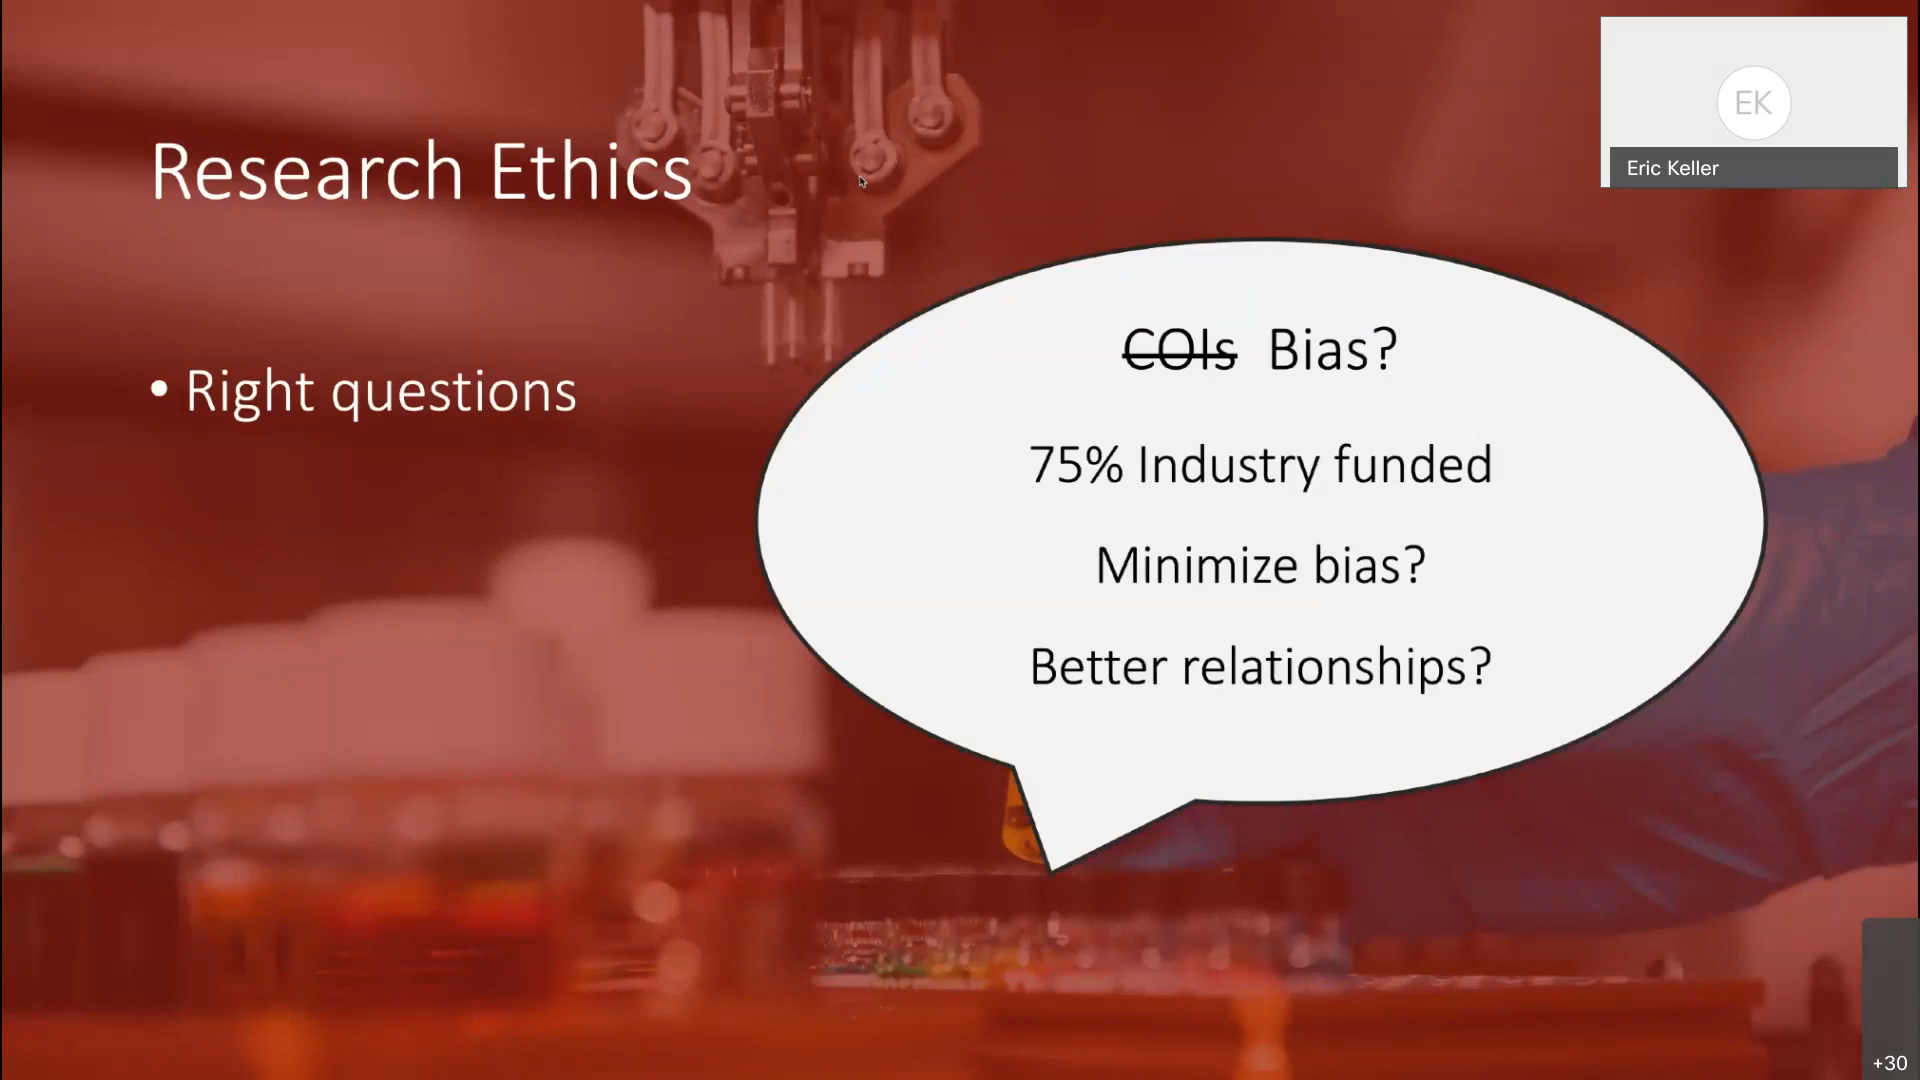 Research Ethics
EK
Eric Keller
• Right questions
COIs Bias?
75% Industry funded
Minimize bias?
Better relationships?
+30